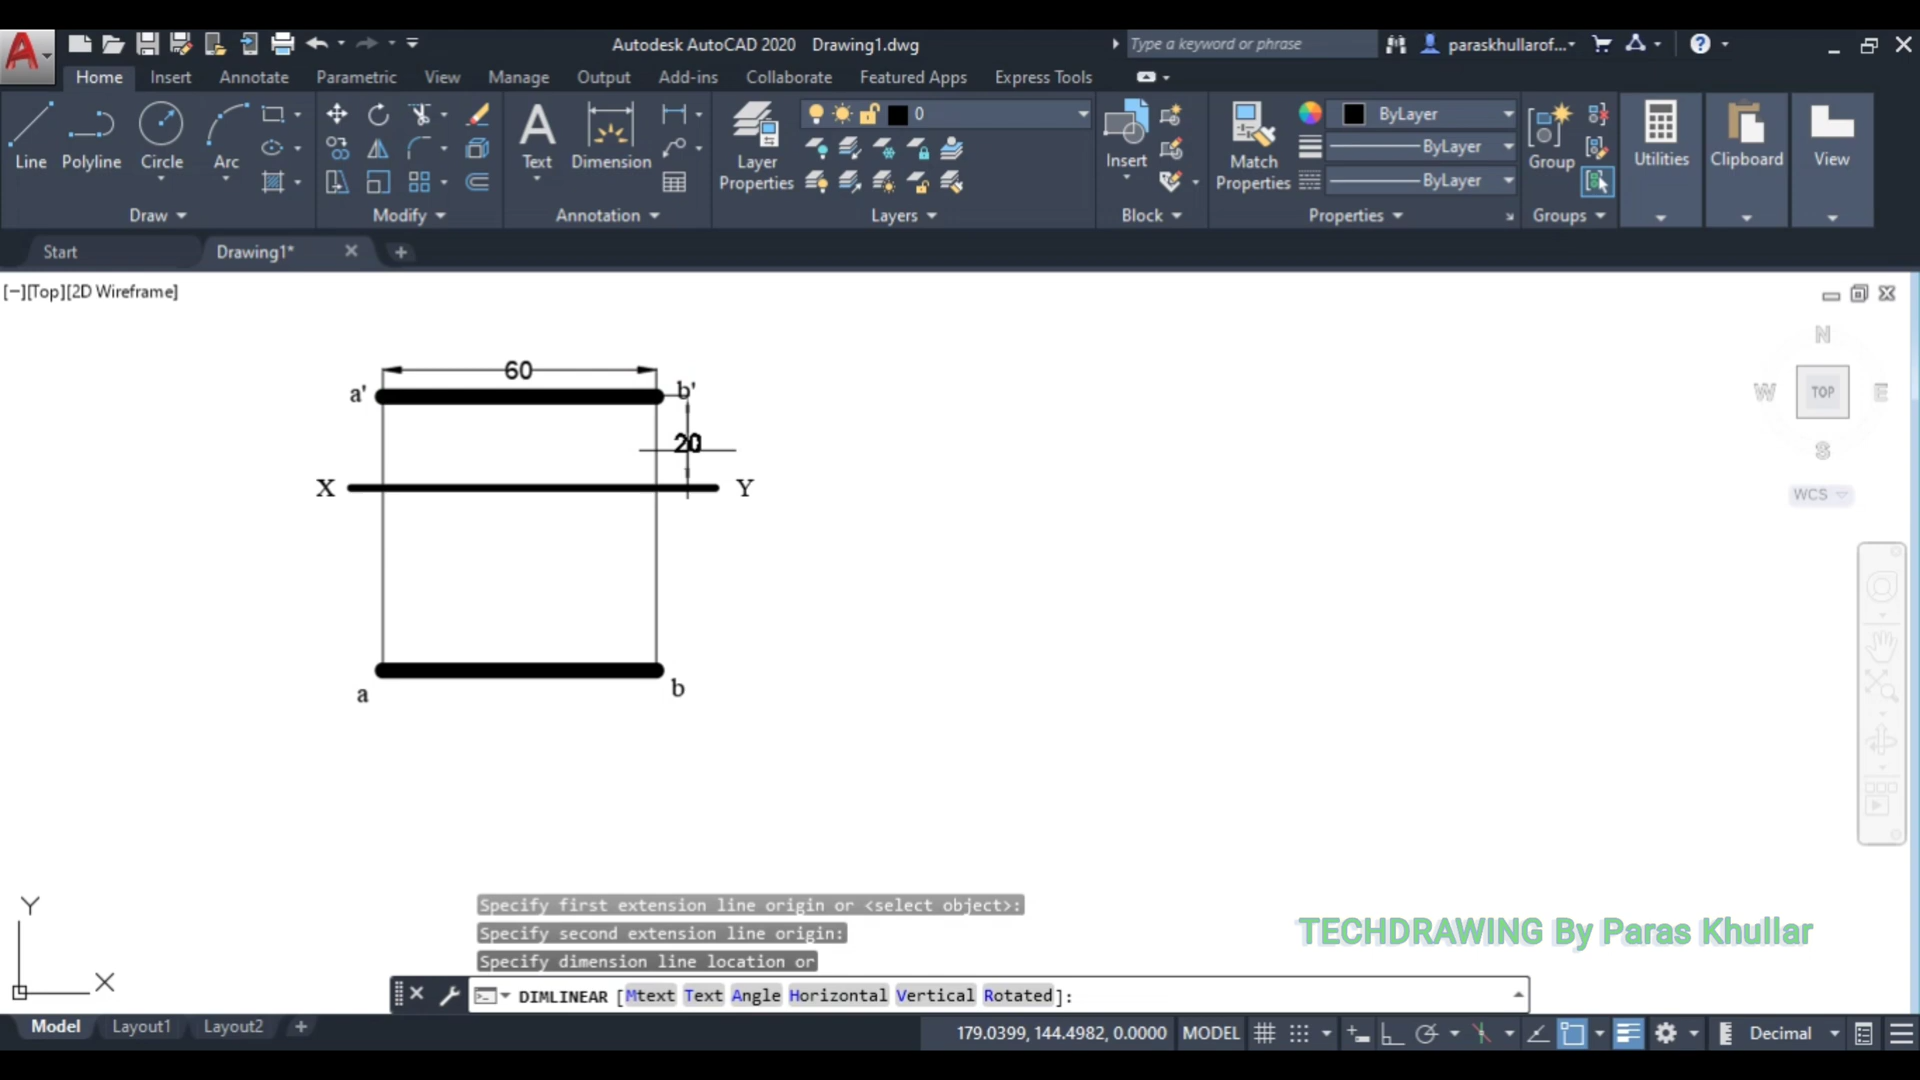 Autodesk AutoCAD 2020 Drawing1.dwg
Type a keyword or phrase
paraskhullarof...
Home Insert Annotate Parametric View Manage Output Add-ins Collaborate Featured Apps Express Tools
0
ByLayer
ByLayer
ByLayer
Line Polyline Circle Arc
Text Dimension
Layer
Properties
Insert
Match
Properties
Group
Utilities
Clipboard
View
Draw Modify Annotation Layers Block Properties Groups
Start Drawing1*
[−][Top][2D Wireframe]
N
W TOP E
S
WCS
60
a' b'
20
X Y
a b
Y
X
Specify first extension line origin or <select object>:
Specify second extension line origin:
Specify dimension line location or
DIMLINEAR [Mtext Text Angle Horizontal Vertical Rotated]:
TECHDRAWING By Paras Khullar
Model Layout1 Layout2
179.0399, 144.4982, 0.0000 MODEL
Decimal